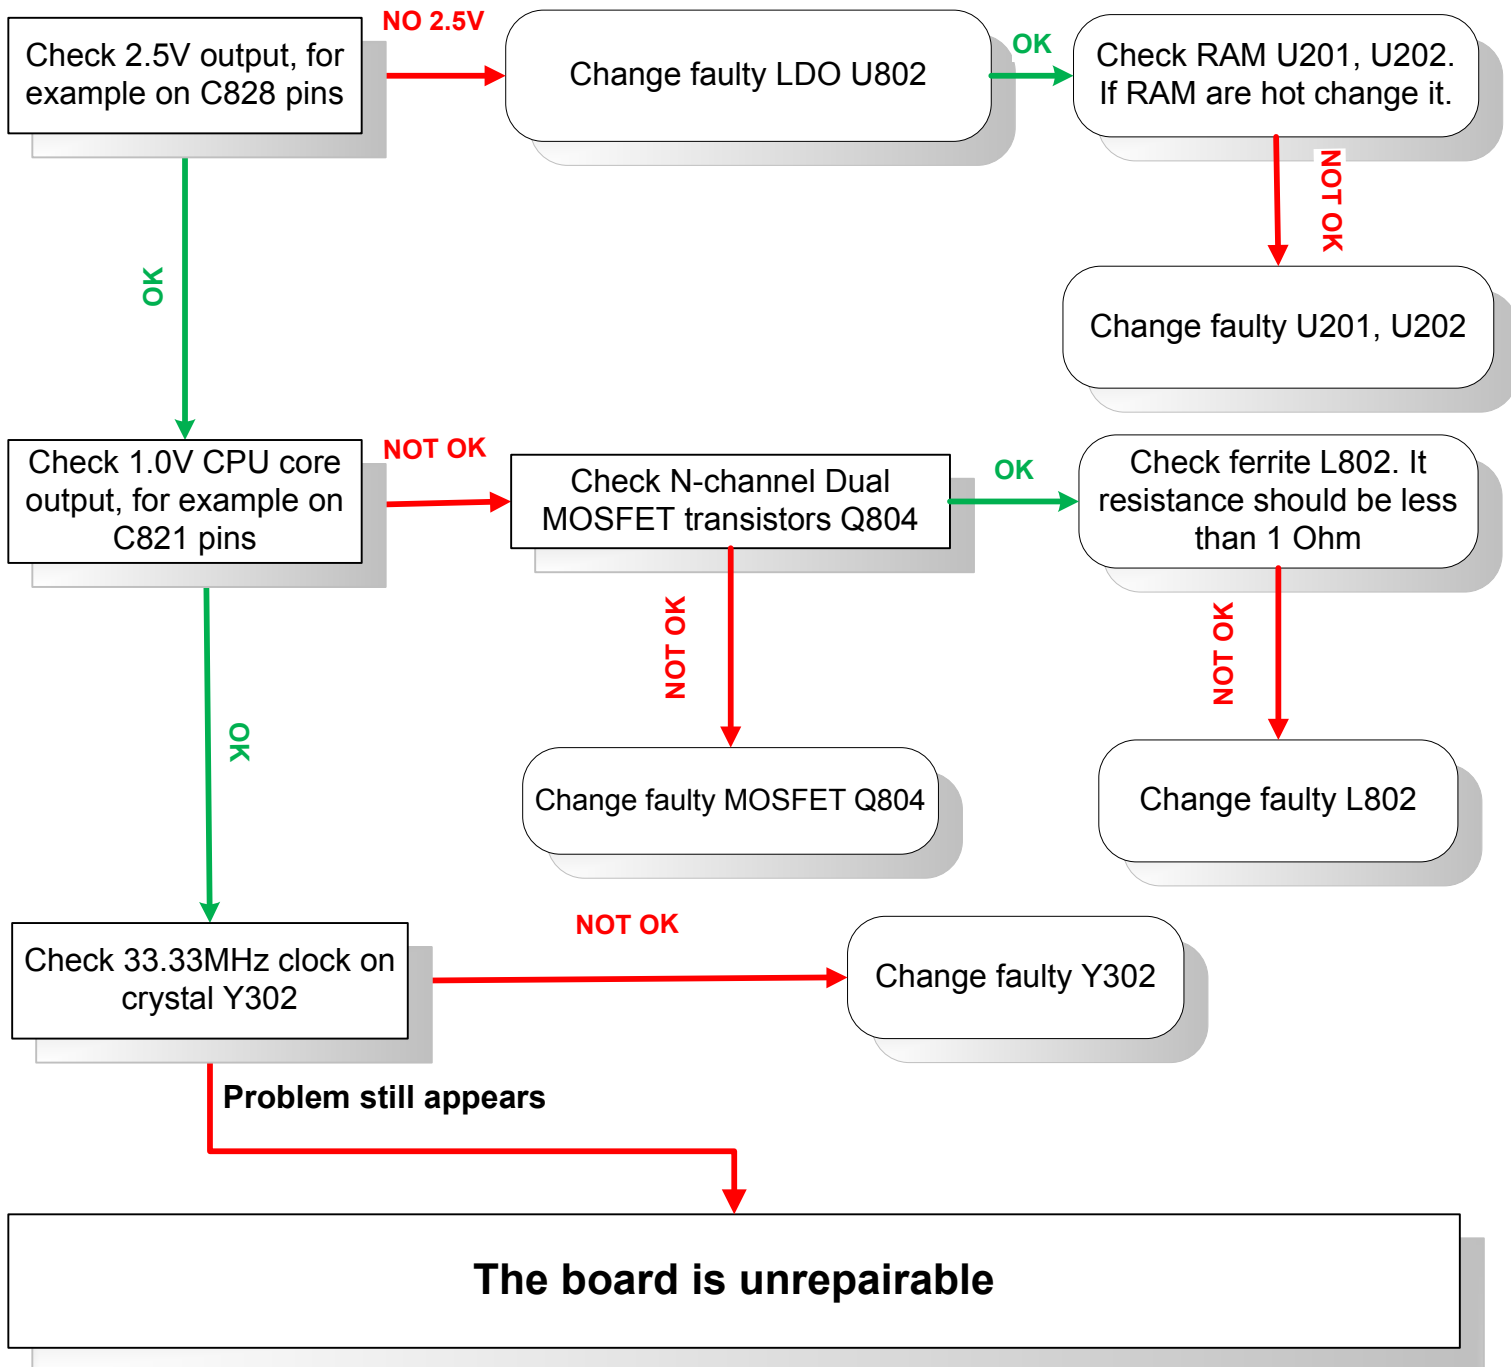 NO 2.5V
Check 2.5V output, for
example on C828 pins
Change faulty LDO U802
OK
Check RAM U201, U202.
If RAM are hot change it.
NOT OK
OK
Change faulty U201, U202
Check 1.0V CPU core
output, for example on
C821 pins
NOT OK
Check N-channel Dual
MOSFET transistors Q804
OK
Check ferrite L802. It
resistance should be less
than 1 Ohm
NOT OK
NOT OK
OK
Change faulty MOSFET Q804
Change faulty L802
Check 33.33MHz clock on
crystal Y302
NOT OK
Change faulty Y302
Problem still appears
The board is unrepairable